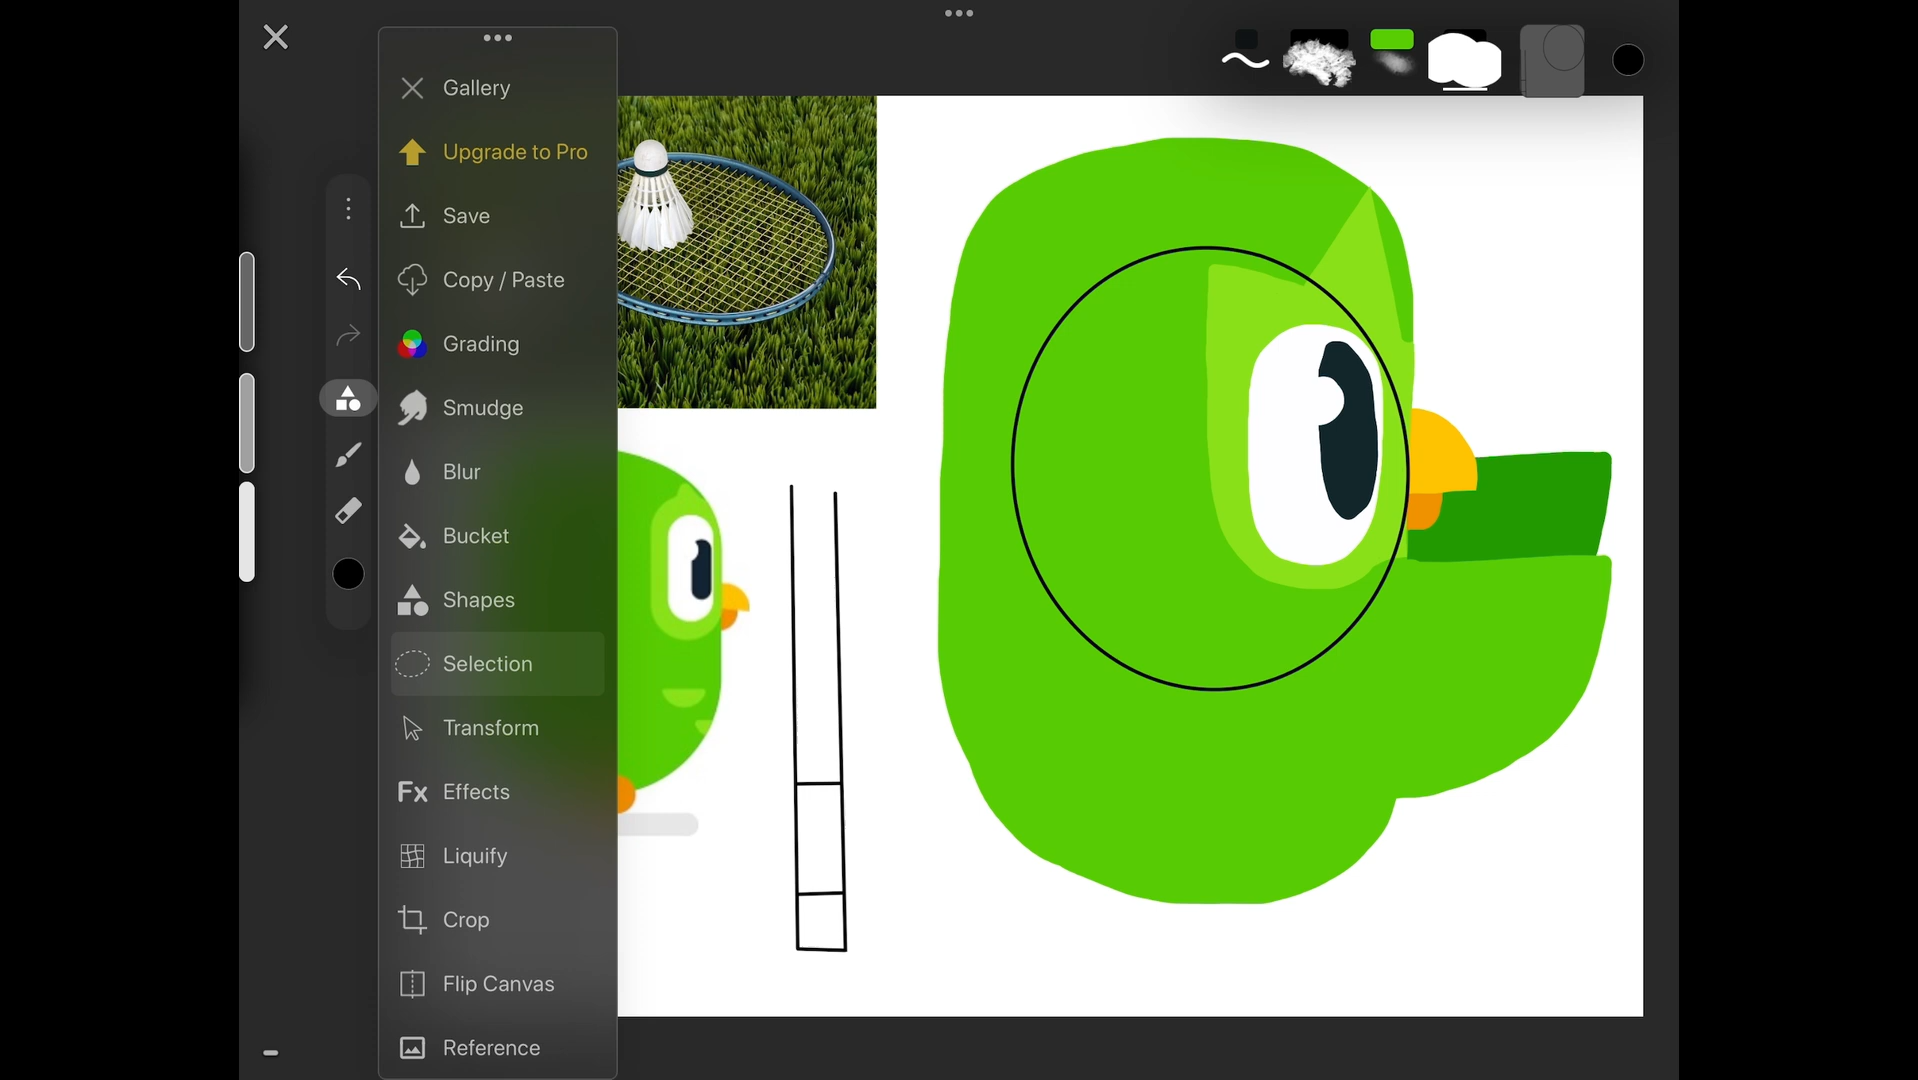 Gallery
Upgrade to Pro
Save
Copy / Paste
Grading
Smudge
Blur
Bucket
Shapes
Selection
Transform
Fx Effects
Liquify
Crop
Flip Canvas
Reference